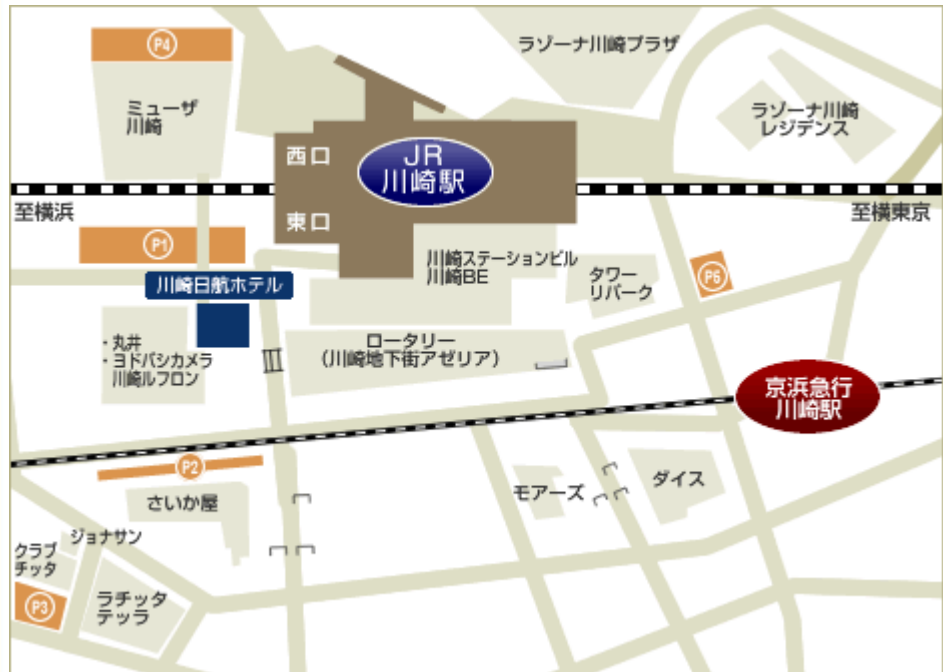 P4
ラゾーナ川崎プラザ
ミューザ
川崎
ラゾーナ川崎
レジデンス
西口
JR
川崎駅
至横浜
東口
至横東京
P1
川崎ステーションビル
川崎BE
タワー
リパーク
P5
川崎日航ホテル
・丸井
・ヨドバシカメラ
川崎ルフロン
ロータリー
(川崎地下街アゼリア)
京浜急行
川崎駅
P2
さいか屋
モアーズ
ダイス
ジョナサン
クラブ
チッタ
P3
ラチッタ
テッラ